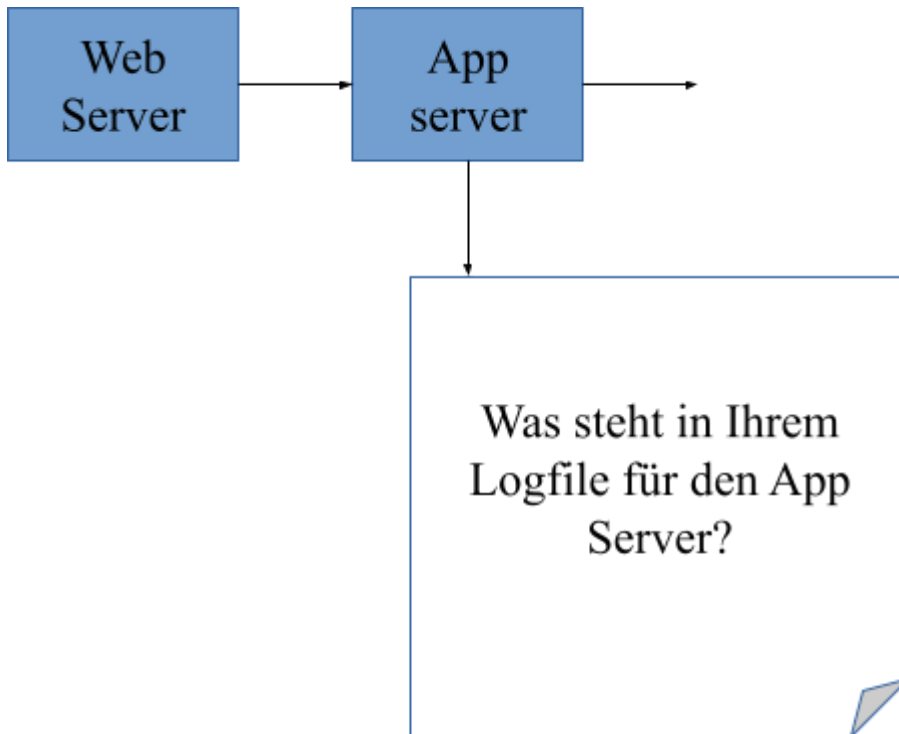 Web
Server
App
server
Was steht in Ihrem
Logfile für den App
Server?